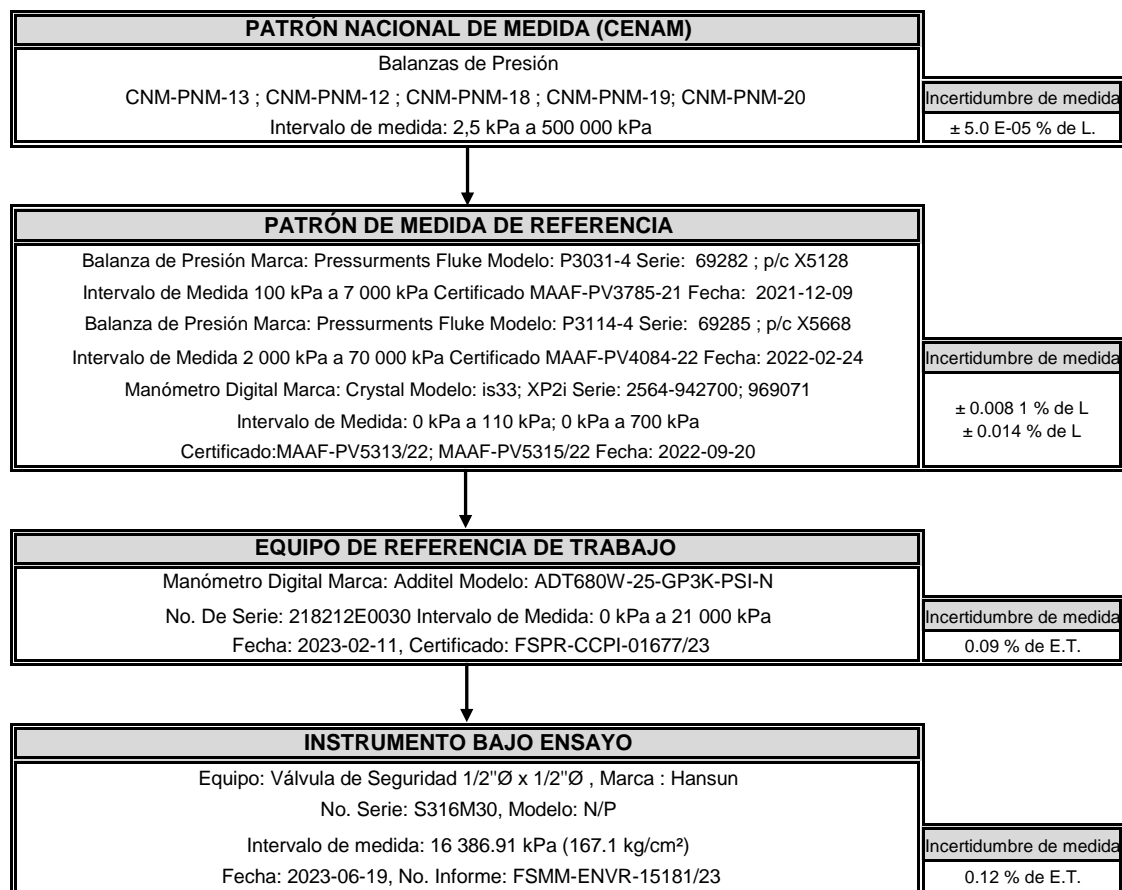 PATRÓN NACIONAL DE MEDIDA (CENAM)
Balanzas de Presión
CNM-PNM-13 ; CNM-PNM-12 ; CNM-PNM-18 ; CNM-PNM-19; CNM-PNM-20
Intervalo de medida: 2,5 kPa a 500 000 kPa
Incertidumbre de medida
± 5.0 E-05 % de L.
PATRÓN DE MEDIDA DE REFERENCIA
Balanza de Presión Marca: Pressurments Fluke Modelo: P3031-4 Serie: 69282 ; p/c X5128
Intervalo de Medida 100 kPa a 7 000 kPa Certificado MAAF-PV3785-21 Fecha: 2021-12-09
Balanza de Presión Marca: Pressurments Fluke Modelo: P3114-4 Serie: 69285 ; p/c X5668
Intervalo de Medida 2 000 kPa a 70 000 kPa Certificado MAAF-PV4084-22 Fecha: 2022-02-24
Manómetro Digital Marca: Crystal Modelo: is33; XP2i Serie: 2564-942700; 969071
Intervalo de Medida: 0 kPa a 110 kPa; 0 kPa a 700 kPa
Certificado:MAAF-PV5313/22; MAAF-PV5315/22 Fecha: 2022-09-20
Incertidumbre de medida
± 0.008 1 % de L
± 0.014 % de L
EQUIPO DE REFERENCIA DE TRABAJO
Manómetro Digital Marca: Additel Modelo: ADT680W-25-GP3K-PSI-N
No. De Serie: 218212E0030 Intervalo de Medida: 0 kPa a 21 000 kPa
Fecha: 2023-02-11, Certificado: FSPR-CCPI-01677/23
Incertidumbre de medida
0.09 % de E.T.
INSTRUMENTO BAJO ENSAYO
Equipo: Válvula de Seguridad 1/2"Ø x 1/2"Ø , Marca : Hansun
No. Serie: S316M30, Modelo: N/P
Intervalo de medida: 16 386.91 kPa (167.1 kg/cm²)
Fecha: 2023-06-19, No. Informe: FSMM-ENVR-15181/23
Incertidumbre de medida
0.12 % de E.T.